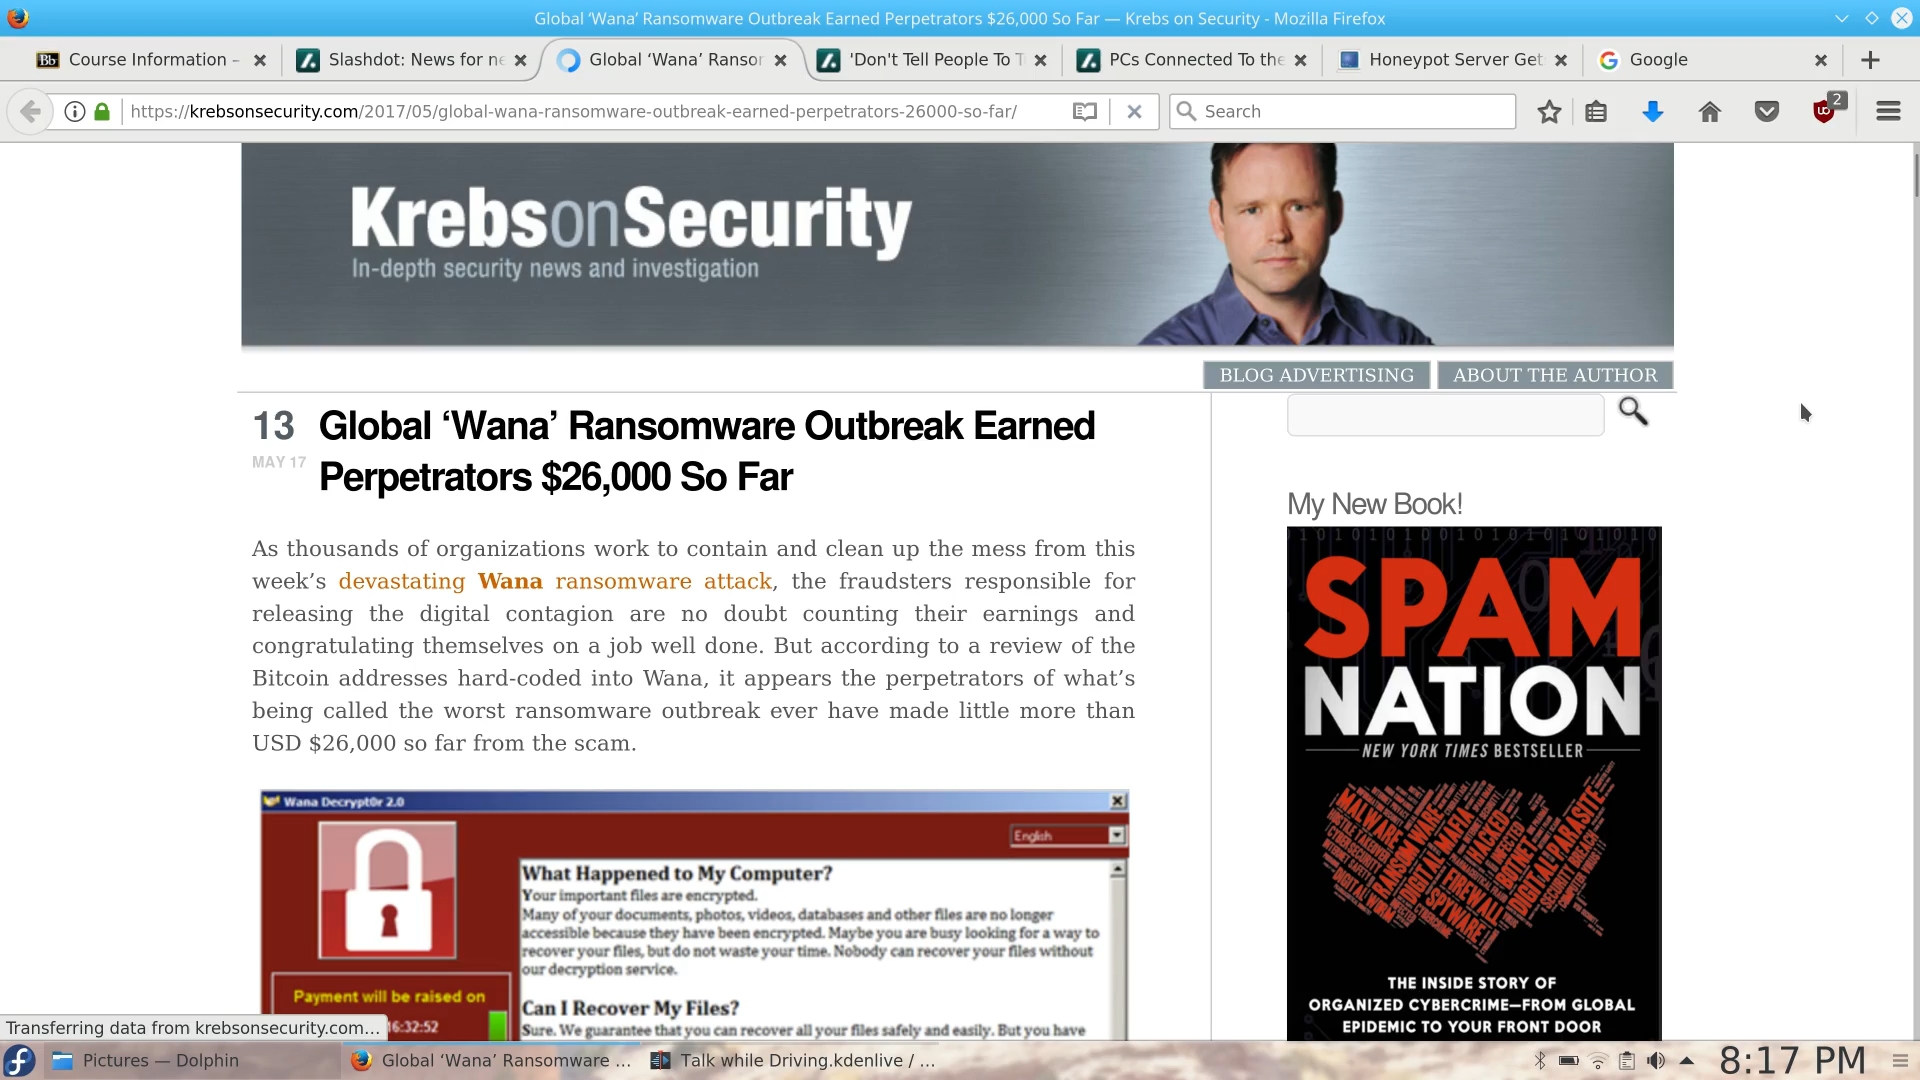 Global ‘Wana’ Ransomware Outbreak Earned Perpetrators $26,000 So Far — Krebs on Security - Mozilla Firefox
Bb Course Information -
Slashdot: News for ne
Global ‘Wana’ Ransor
'Don't Tell People To T
PCs Connected To the
Honeypot Server Get
Google
https://krebsonsecurity.com/2017/05/global-wana-ransomware-outbreak-earned-perpetrators-26000-so-far/
Search
2
KrebsonSecurity
In-depth security news and investigation
BLOG ADVERTISING
ABOUT THE AUTHOR
13
MAY 17
Global ‘Wana’ Ransomware Outbreak Earned
Perpetrators $26,000 So Far
As thousands of organizations work to contain and clean up the mess from this
week’s devastating Wana ransomware attack, the fraudsters responsible for
releasing the digital contagion are no doubt counting their earnings and
congratulating themselves on a job well done. But according to a review of the
Bitcoin addresses hard-coded into Wana, it appears the perpetrators of what’s
being called the worst ransomware outbreak ever have made little more than
USD $26,000 so far from the scam.
Wana Decrypt0r 2.0
English
What Happened to My Computer?
Your important files are encrypted.
Many of your documents, photos, videos, databases and other files are no longer
accessible because they have been encrypted. Maybe you are busy looking for a way to
recover your files, but do not waste your time. Nobody can recover your files without
our decryption service.
Can I Recover My Files?
Sure. We guarantee that you can recover all your files safely and easily. But you have
Payment will be raised on
16:32:52
My New Book!
SPAM
NATION
NEW YORK TIMES BESTSELLER
MALWARE
RANSOMWARE
DIGITAL MAFIA
HACKED
BOTNET
FIREWALL
SPYWARE
DIGITAL PARASITE
THE INSIDE STORY OF
ORGANIZED CYBERCRIME—FROM GLOBAL
EPIDEMIC TO YOUR FRONT DOOR
Transferring data from krebsonsecurity.com…
Pictures — Dolphin
Global ‘Wana’ Ransomware ...
Talk while Driving.kdenlive / ...
8:17 PM